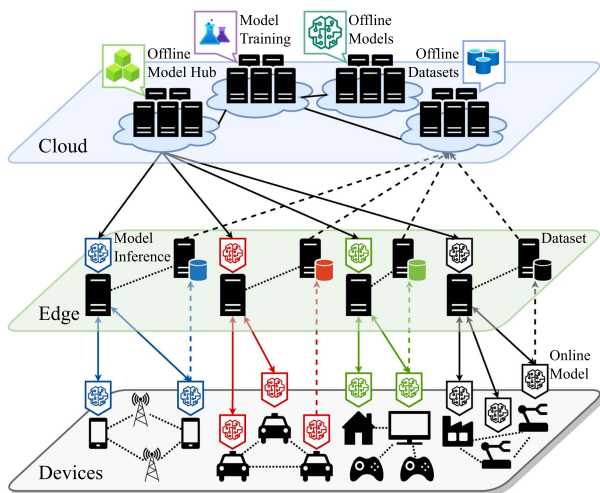 Offline
Model Hub
Model
Training
Offline
Models
Offline
Datasets
Cloud
Model
Inference
Dataset
Edge
Online
Model
Devices